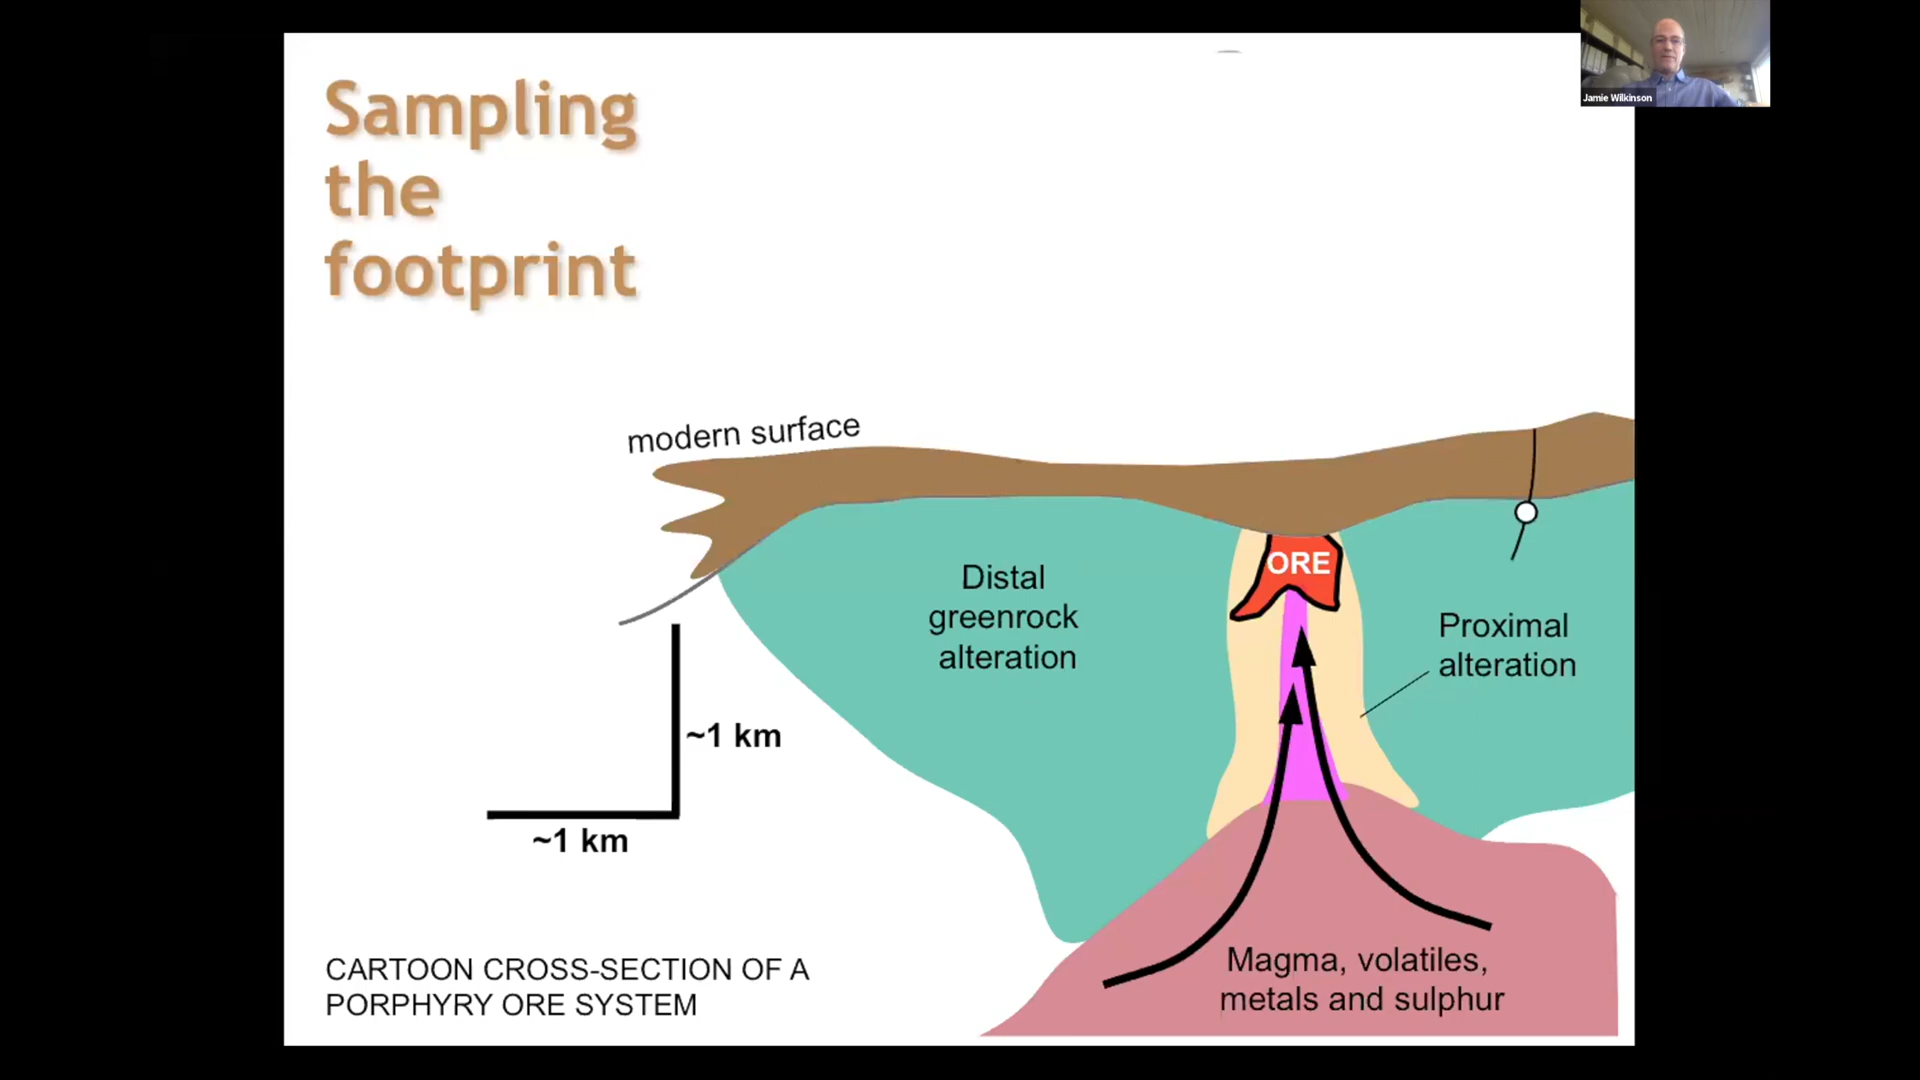 Sampling
the
footprint
Jamie Wilkinson
modern surface
ORE
Distal
greenrock
alteration
Proximal
alteration
~1 km
~1 km
Magma, volatiles,
metals and sulphur
CARTOON CROSS-SECTION OF A
PORPHYRY ORE SYSTEM